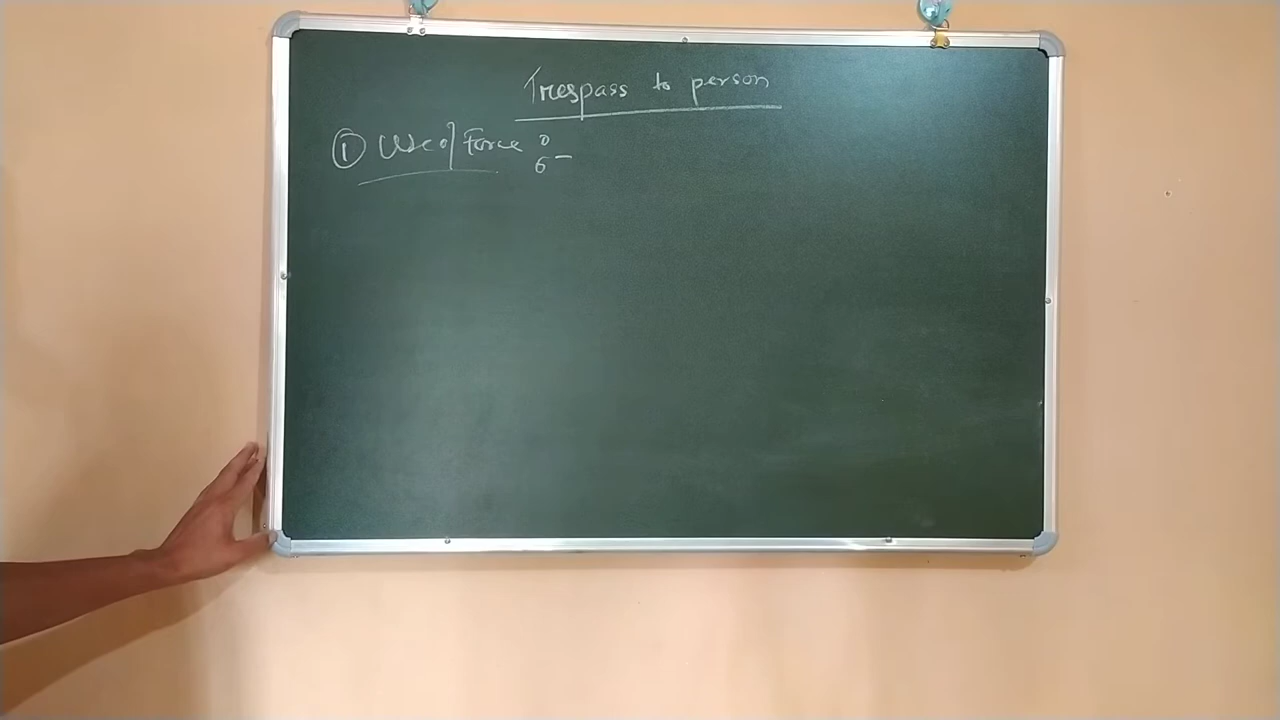 Trespass to person
① Use of Force :-